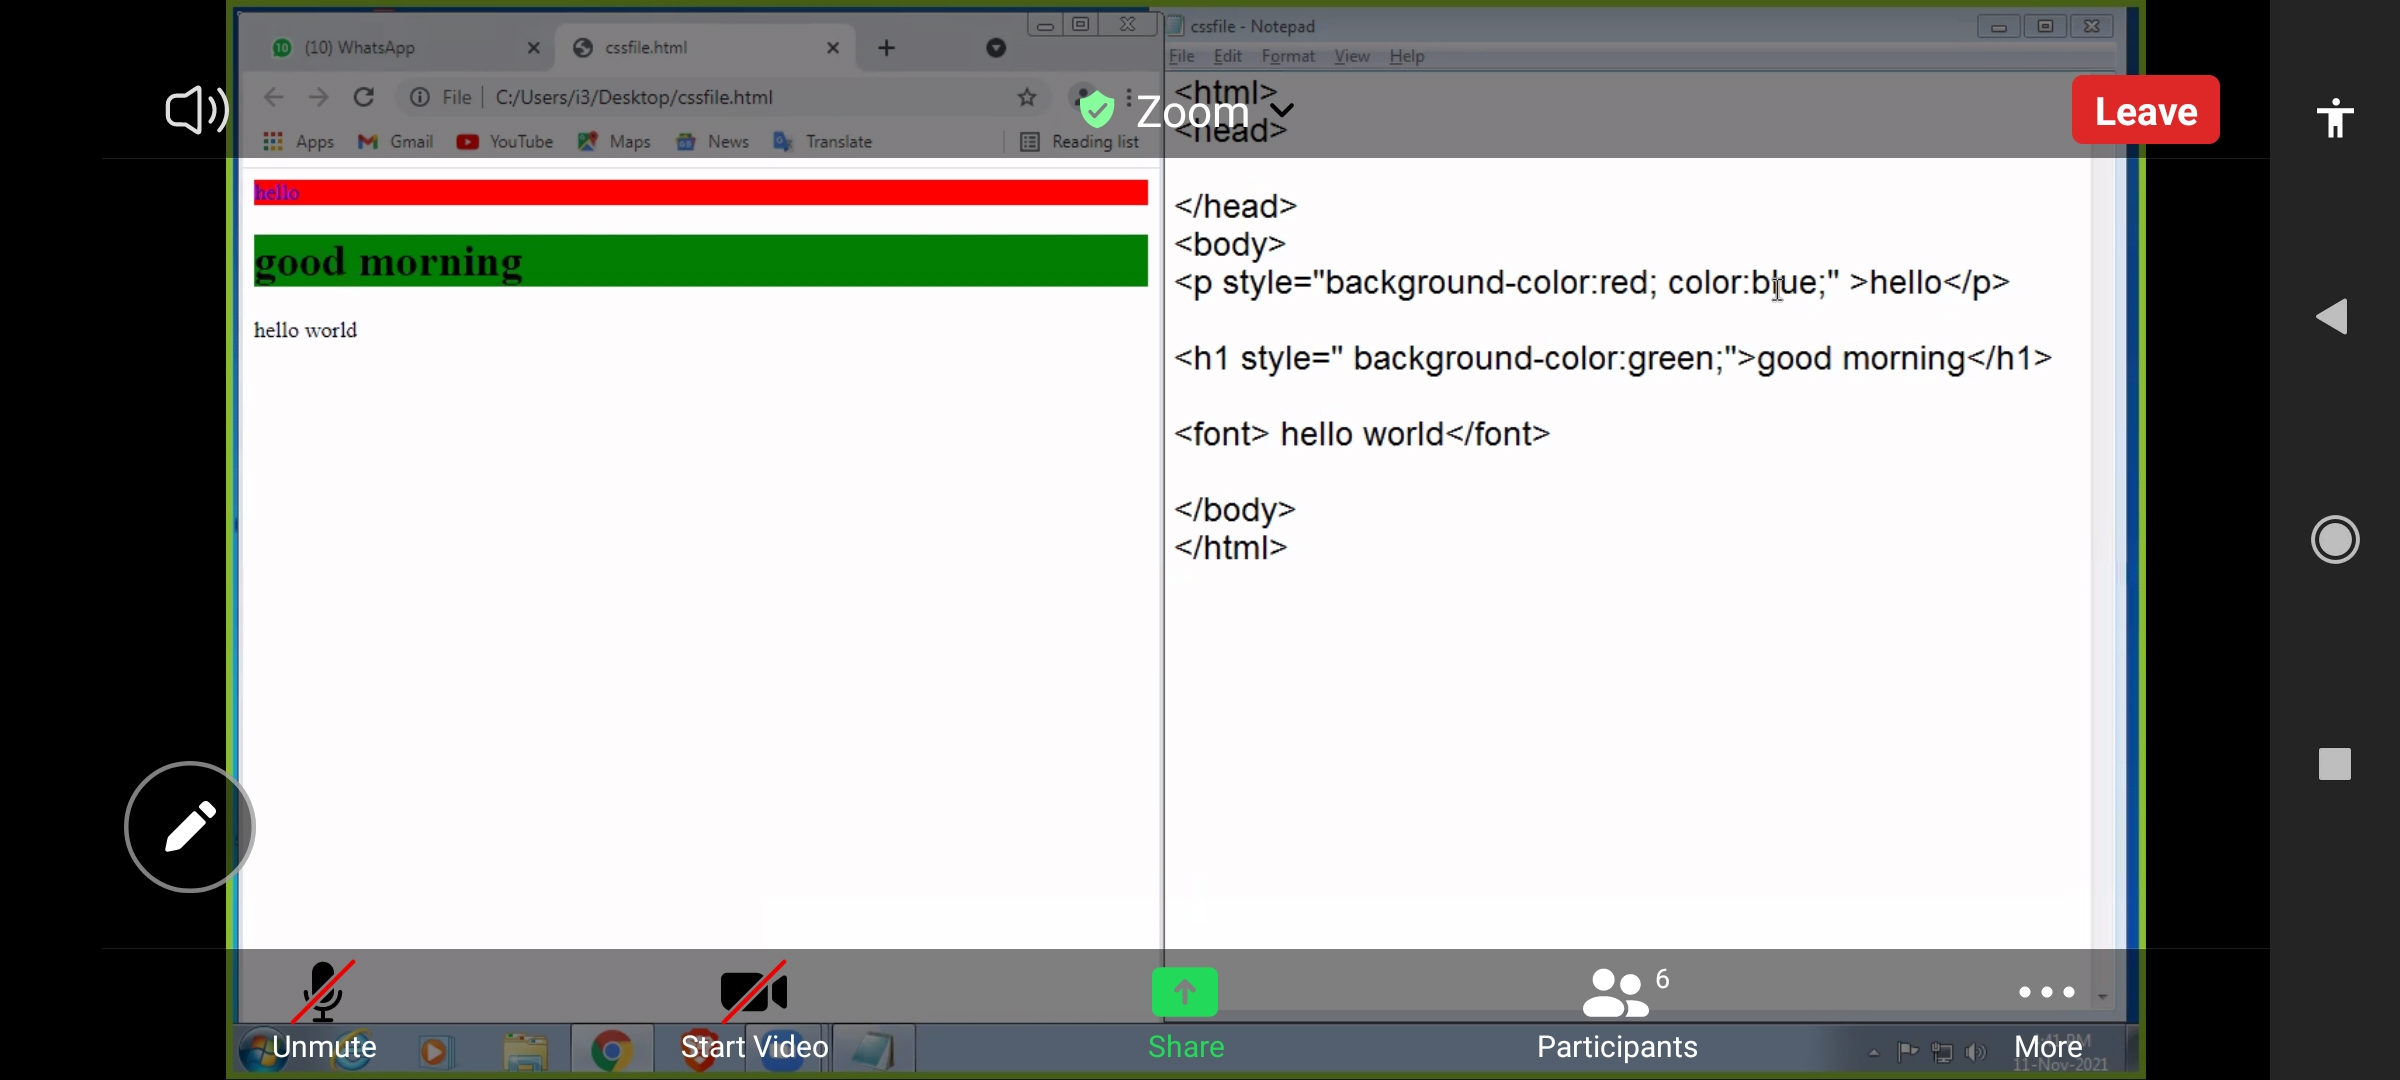 (10) WhatsApp
cssfile.html
cssfile - Notepad
File Edit Format View Help
File C:/Users/i3/Desktop/cssfile.html
Zoom
Leave
Apps Gmail YouTube Maps News Translate Reading list
hello
good morning
hello world
<html>
<head>
</head>
<body>
<p style="background-color:red; color:blue;" >hello</p>
<h1 style=" background-color:green;">good morning</h1>
<font> hello world</font>
</body>
</html>
6
Unmute
Start Video
Share
Participants
More
11-Nov-2021